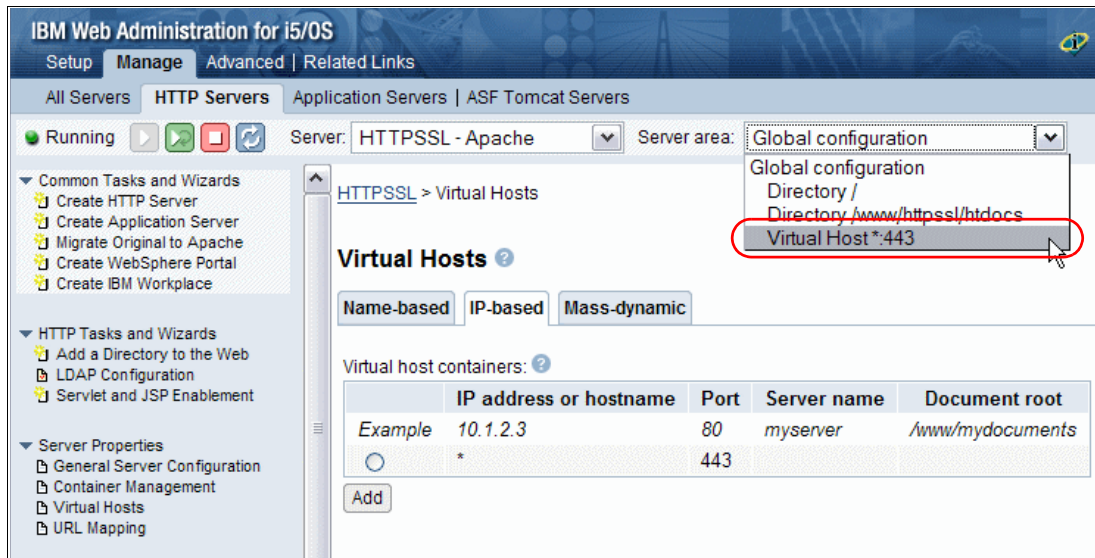 IBM Web Administration for i5/OS
Setup Manage Advanced | Related Links
All Servers HTTP Servers Application Servers | ASF Tomcat Servers
Running Server: HTTPSSL - Apache Server area: Global configuration
Global configuration
Directory /
Directory /www/httpssl/htdocs
Virtual Host *:443
Common Tasks and Wizards
Create HTTP Server
Create Application Server
Migrate Original to Apache
Create WebSphere Portal
Create IBM Workplace
HTTP Tasks and Wizards
Add a Directory to the Web
LDAP Configuration
Servlet and JSP Enablement
Server Properties
General Server Configuration
Container Management
Virtual Hosts
URL Mapping
HTTPSSL > Virtual Hosts
Virtual Hosts ?
Name-based IP-based Mass-dynamic
Virtual host containers: ?
IP address or hostname Port Server name Document root
Example 10.1.2.3 80 myserver /www/mydocuments
* 443
Add